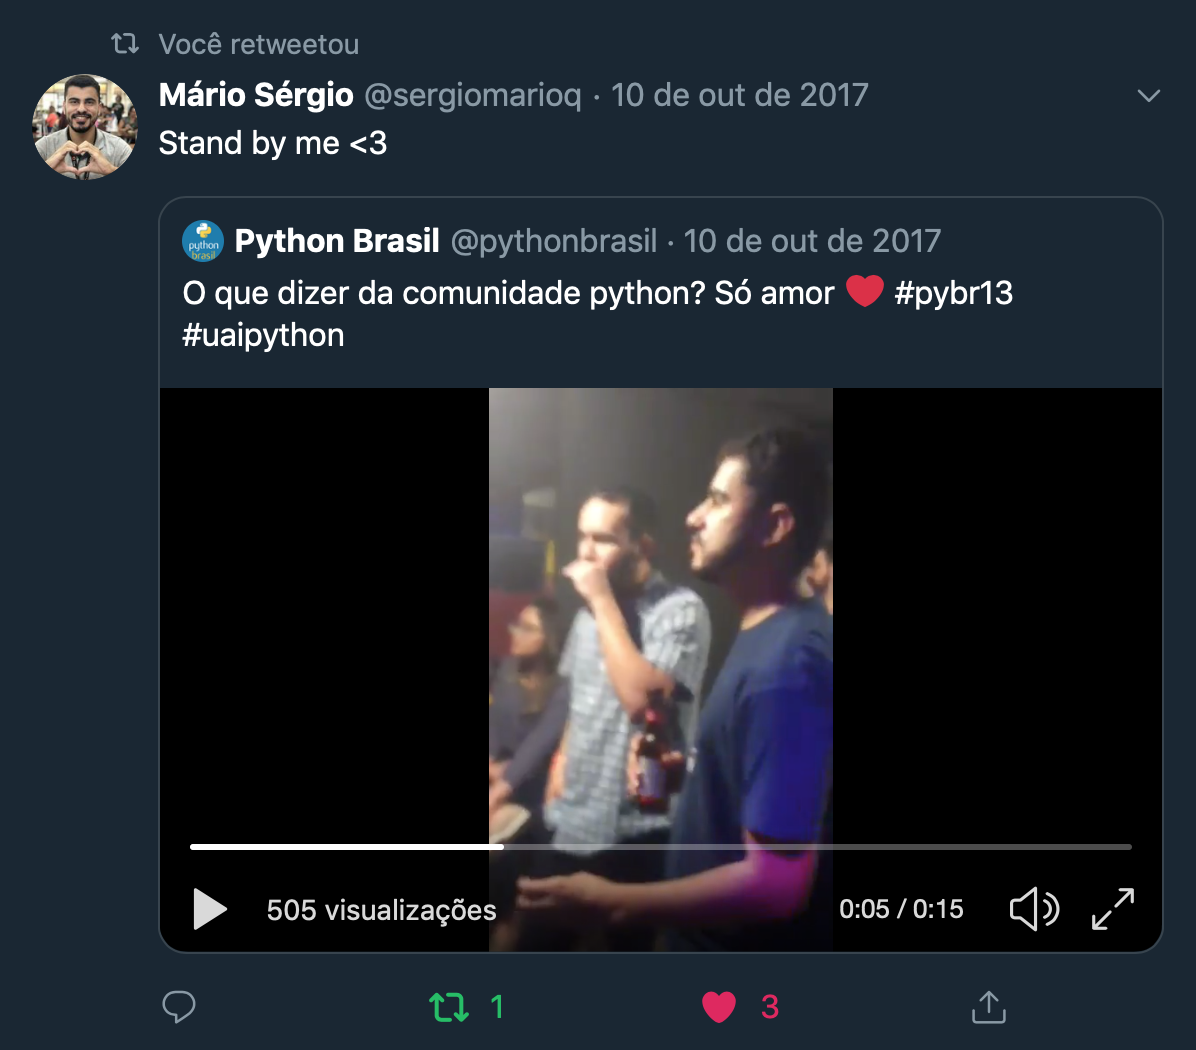 Você retweetou
Mário Sérgio @sergiomarioq · 10 de out de 2017
Stand by me <3
python
brasil
Python Brasil @pythonbrasil · 10 de out de 2017
O que dizer da comunidade python? Só amor ❤️ #pybr13
#uaipython
505 visualizações
0:05 / 0:15
1
3